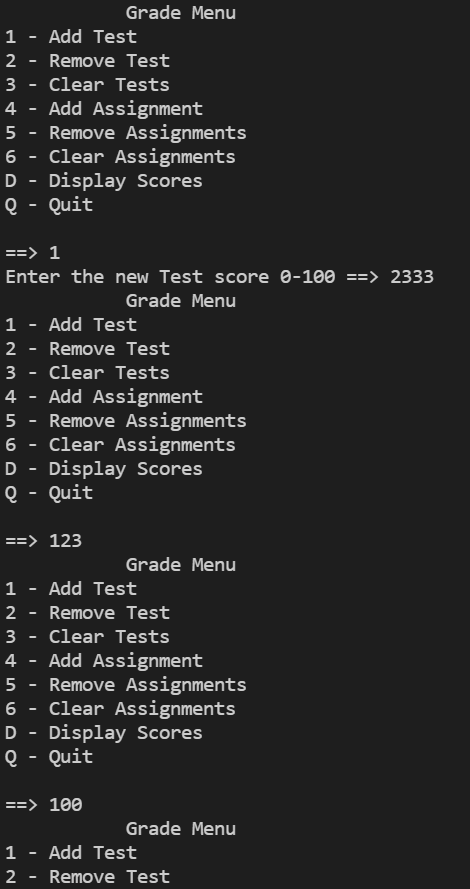 Grade Menu
1 - Add Test
2 - Remove Test
3 - Clear Tests
4 - Add Assignment
5 - Remove Assignments
6 - Clear Assignments
D - Display Scores
Q - Quit
==> 1
Enter the new Test score 0-100 ==> 2333
Grade Menu
1 - Add Test
2 - Remove Test
3 - Clear Tests
4 - Add Assignment
5 - Remove Assignments
6 - Clear Assignments
D - Display Scores
Q - Quit
==> 123
Grade Menu
1 - Add Test
2 - Remove Test
3 - Clear Tests
4 - Add Assignment
5 - Remove Assignments
6 - Clear Assignments
D - Display Scores
Q - Quit
==> 100
Grade Menu
1 - Add Test
2 - Remove Test